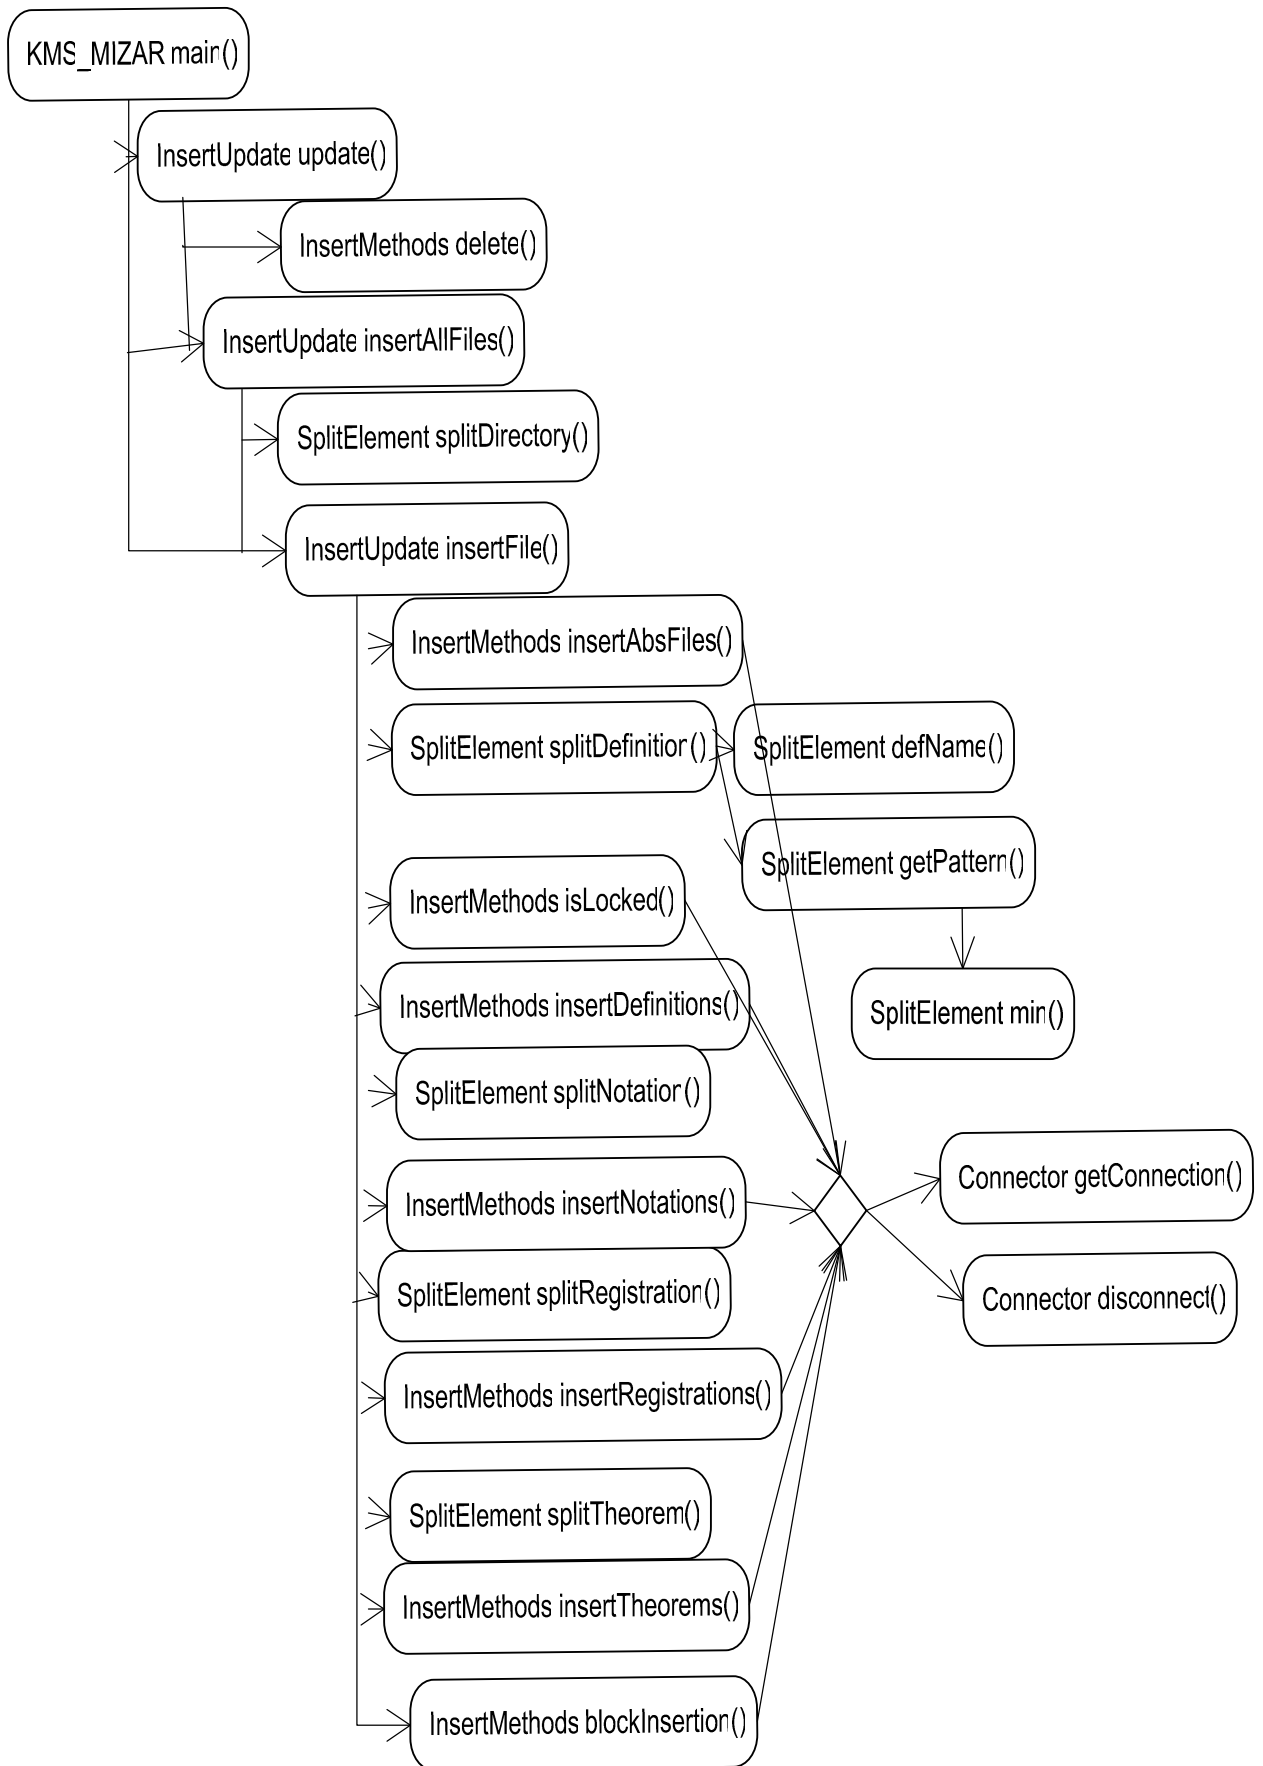 KMS_MIZAR main()
InsertUpdate update()
InsertMethods delete()
InsertUpdate insertAllFiles()
SplitElement splitDirectory()
InsertUpdate insertFile()
InsertMethods insertAbsFiles()
SplitElement splitDefinition()
SplitElement defName()
SplitElement getPattern()
InsertMethods isLocked()
InsertMethods insertDefinitions()
SplitElement min()
SplitElement splitNotation()
Connector getConnection()
InsertMethods insertNotations()
SplitElement splitRegistration()
Connector disconnect()
InsertMethods insertRegistrations()
SplitElement splitTheorem()
InsertMethods insertTheorems()
InsertMethods blockInsertion()